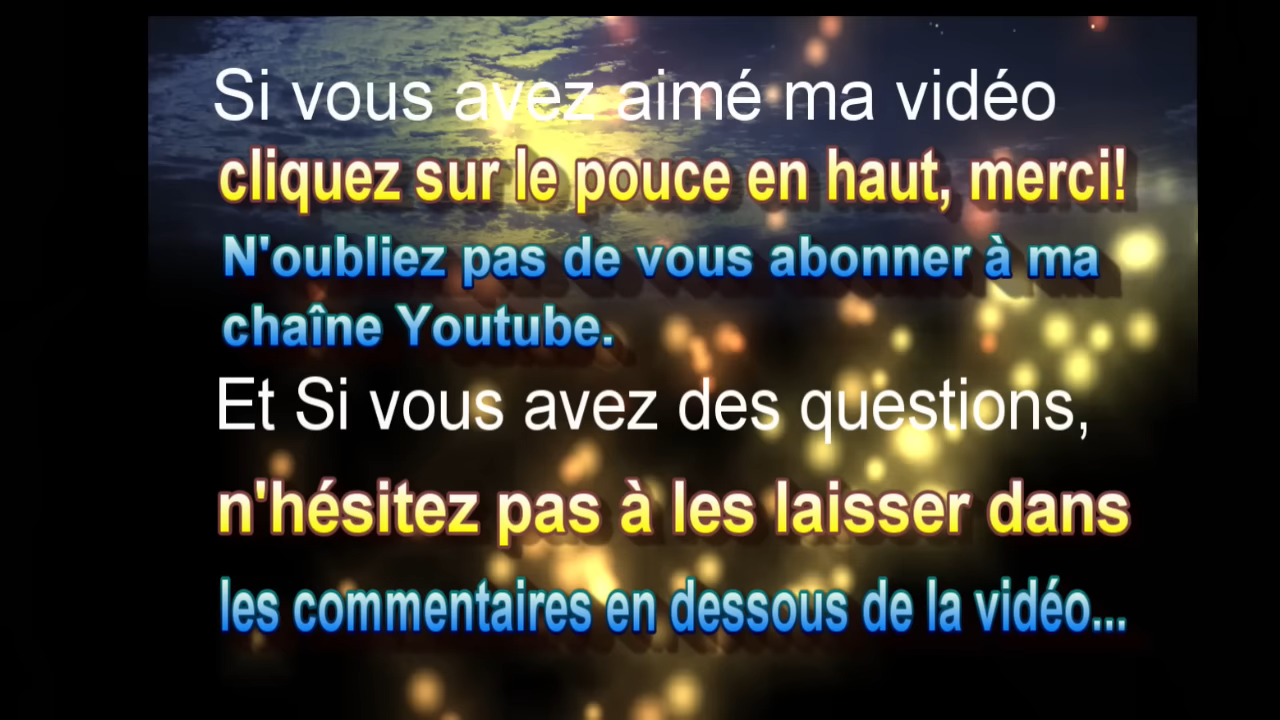 Si vous avez aimé ma vidéo
cliquez sur le pouce en haut, merci!
N'oubliez pas de vous abonner à ma
chaîne Youtube.
Et Si vous avez des questions,
n'hésitez pas à les laisser dans
les commentaires en dessous de la vidéo...